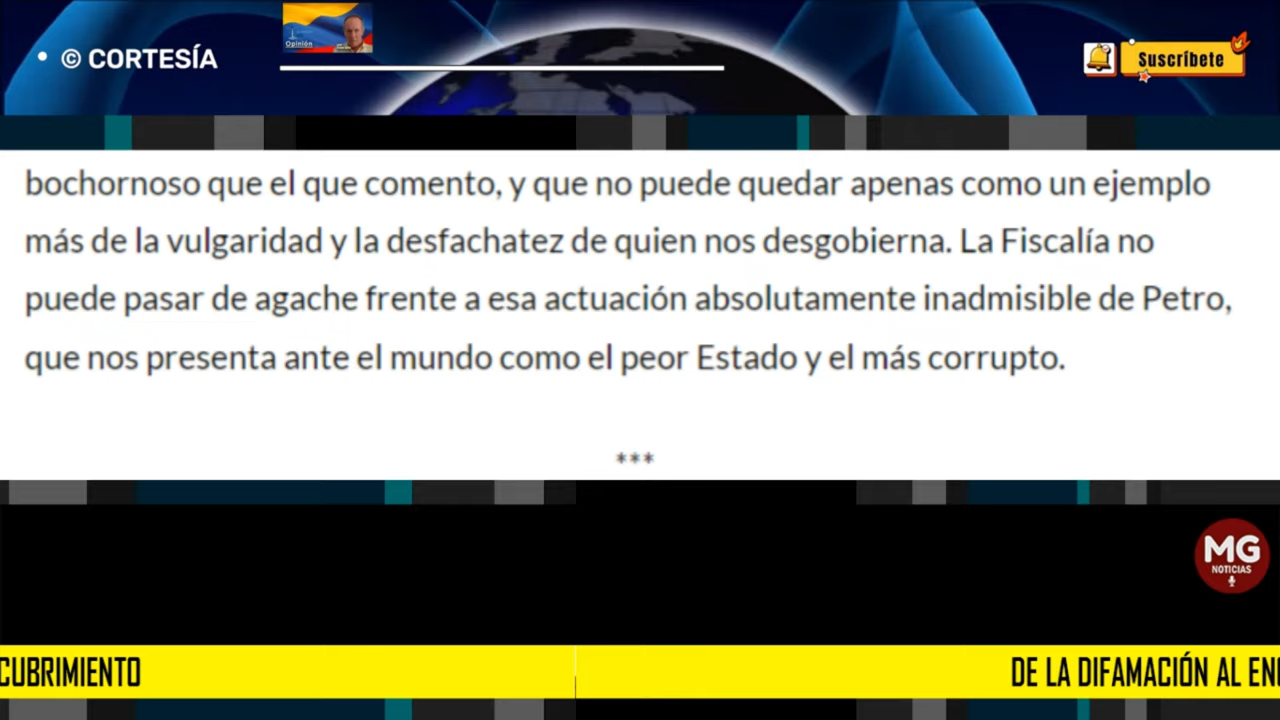 • © CORTESÍA
Opinión
Suscríbete
bochornoso que el que comento, y que no puede quedar apenas como un ejemplo
más de la vulgaridad y la desfachatez de quien nos desgobierna. La Fiscalía no
puede pasar de agache frente a esa actuación absolutamente inadmisible de Petro,
que nos presenta ante el mundo como el peor Estado y el más corrupto.
***
MG
NOTICIAS
CUBRIMIENTO
DE LA DIFAMACIÓN AL EN